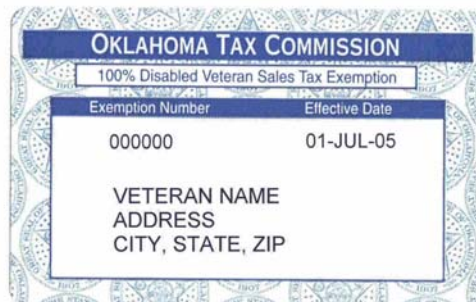 OKLAHOMA TAX COMMISSION
100% Disabled Veteran Sales Tax Exemption
Exemption Number Effective Date
000000 01-JUL-05
VETERAN NAME
ADDRESS
CITY, STATE, ZIP